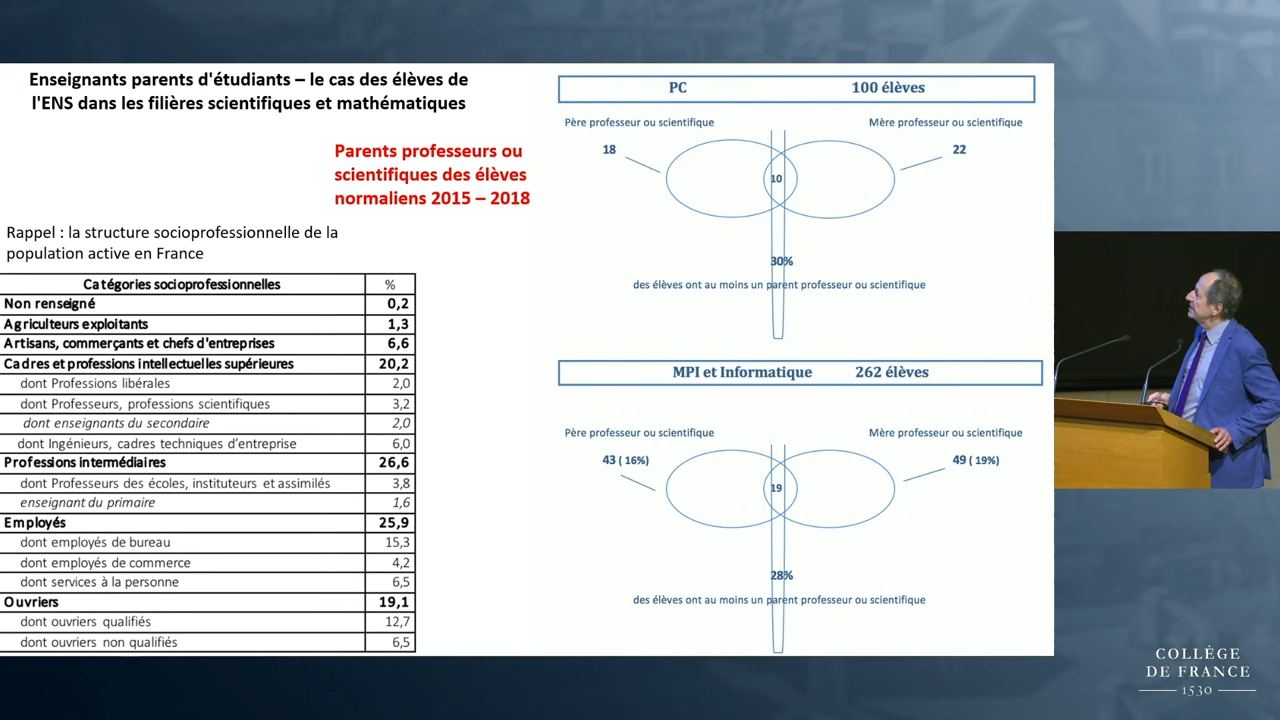 Enseignants parents d'étudiants – le cas des élèves de
l'ENS dans les filières scientifiques et mathématiques
Parents professeurs ou
scientifiques des élèves
normaliens 2015 – 2018
Rappel : la structure socioprofessionnelle de la
population active en France
Catégories socioprofessionnelles %
Non renseigné 0,2
Agriculteurs exploitants 1,3
Artisans, commerçants et chefs d'entreprises 6,6
Cadres et professions intellectuelles supérieures 20,2
dont Professions libérales 2,0
dont Professeurs, professions scientifiques 3,2
dont enseignants du secondaire 2,0
dont Ingénieurs, cadres techniques d'entreprise 6,0
Professions intermédiaires 26,6
dont Professeurs des écoles, instituteurs et assimilés 3,8
enseignant du primaire 1,6
Employés 25,9
dont employés de bureau 15,3
dont employés de commerce 4,2
dont services à la personne 6,5
Ouvriers 19,1
dont ouvriers qualifiés 12,7
dont ouvriers non qualifiés 6,5
PC 100 élèves
Père professeur ou scientifique Mère professeur ou scientifique
18 22
10
30%
des élèves ont au moins un parent professeur ou scientifique
MPI et Informatique 262 élèves
Père professeur ou scientifique Mère professeur ou scientifique
43 ( 16%) 49 ( 19%)
19
28%
des élèves ont au moins un parent professeur ou scientifique
COLLÈGE
DE FRANCE
1530